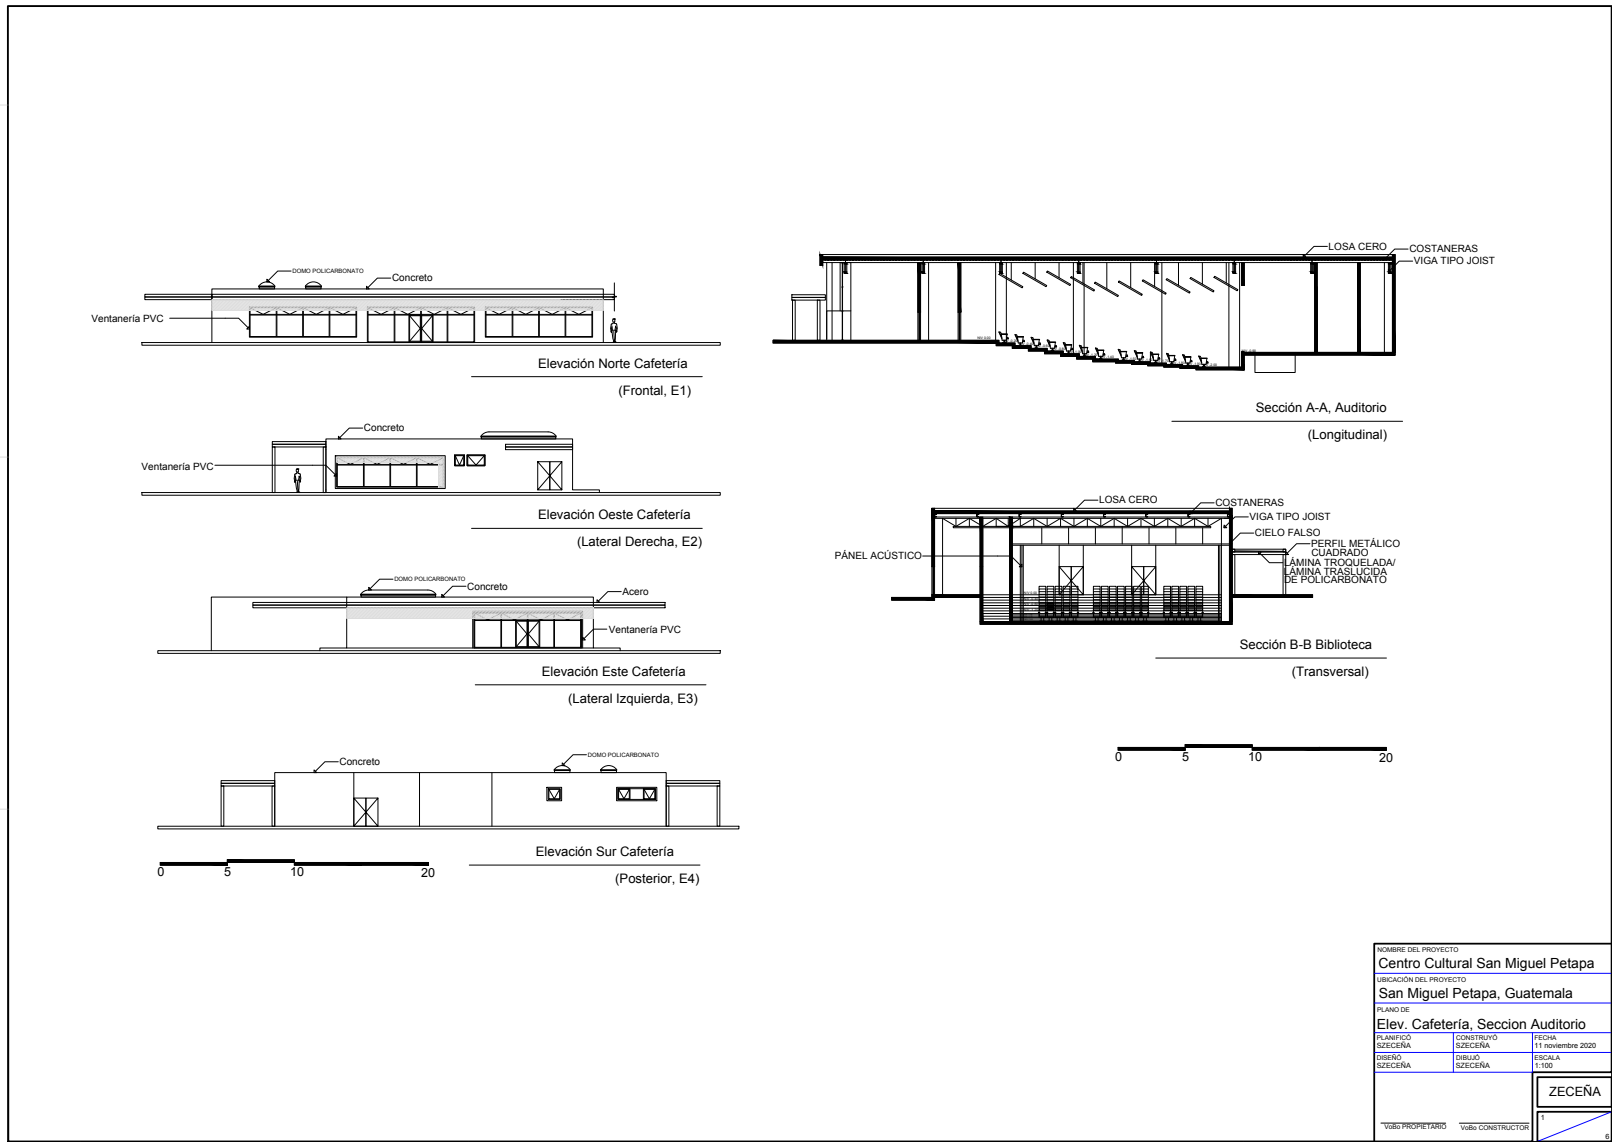 DOMO POLICARBONATO
Concreto
Ventanería PVC
Elevación Norte Cafetería
(Frontal, E1)
Concreto
Ventanería PVC
Elevación Oeste Cafetería
(Lateral Derecha, E2)
DOMO POLICARBONATO
Concreto
Acero
Ventanería PVC
Elevación Este Cafetería
(Lateral Izquierda, E3)
DOMO POLICARBONATO
Concreto
Elevación Sur Cafetería
(Posterior, E4)
0 5 10 20
LOSA CERO
COSTANERAS
VIGA TIPO JOIST
Sección A-A, Auditorio
(Longitudinal)
LOSA CERO
COSTANERAS
VIGA TIPO JOIST
CIELO FALSO
PERFIL METÁLICO
CUADRADO
LÁMINA TROQUELADA/
LÁMINA TRASLUCIDA
DE POLICARBONATO
PÁNEL ACÚSTICO
Sección B-B Biblioteca
(Transversal)
0 5 10 20
NOMBRE DEL PROYECTO
Centro Cultural San Miguel Petapa
UBICACIÓN DEL PROYECTO
San Miguel Petapa, Guatemala
PLANO DE
Elev. Cafetería, Seccion Auditorio
PLANIFICÓ CONSTRUYÓ FECHA
SZECEÑA SZECEÑA 11 noviembre 2020
DISEÑO DIBUJÓ ESCALA
SZECEÑA SZECEÑA 1:100
ZECEÑA
1
6
VoBo PROPIETARIO VoBo CONSTRUCTOR